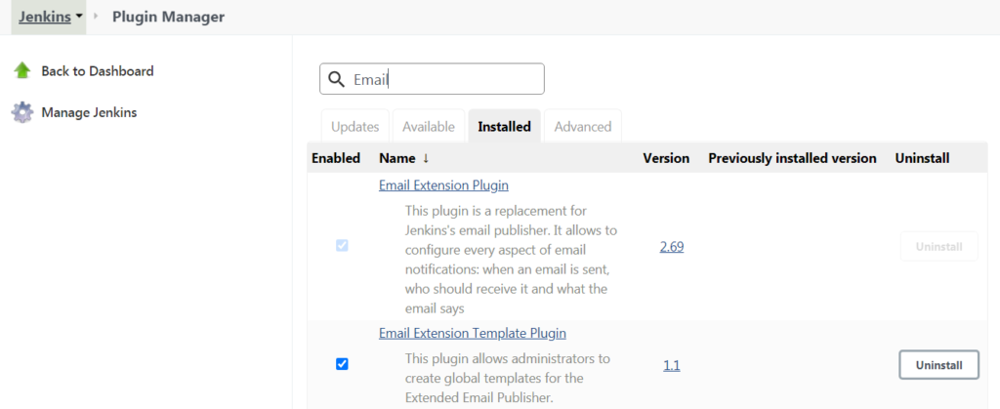 Jenkins Plugin Manager
Back to Dashboard
Manage Jenkins
Email
Updates Available Installed Advanced
Enabled Name ↓ Version Previously installed version Uninstall
Email Extension Plugin
This plugin is a replacement for
Jenkins's email publisher. It allows to
configure every aspect of email
notifications: when an email is sent,
who should receive it and what the
email says
2.69
Uninstall
Email Extension Template Plugin
This plugin allows administrators to
create global templates for the
Extended Email Publisher.
1.1
Uninstall